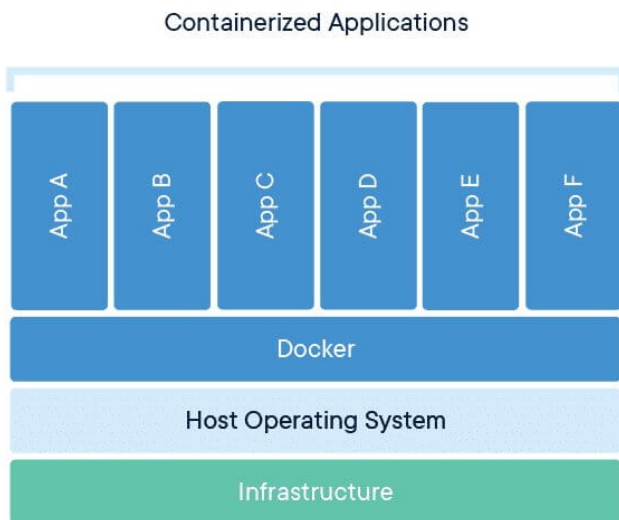 Containerized Applications
App A
App B
App C
App D
App E
App F
Docker
Host Operating System
Infrastructure